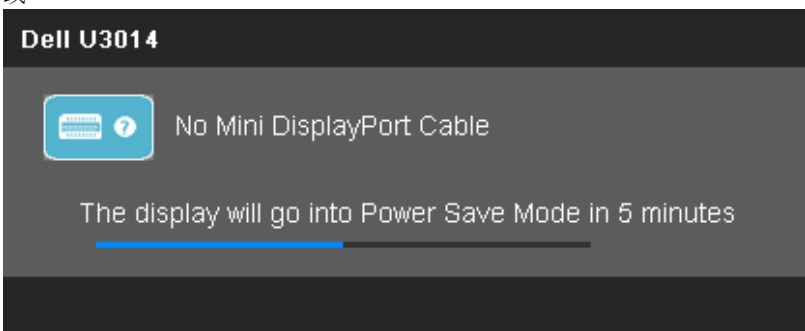 Dell U3014
No Mini DisplayPort Cable
The display will go into Power Save Mode in 5 minutes